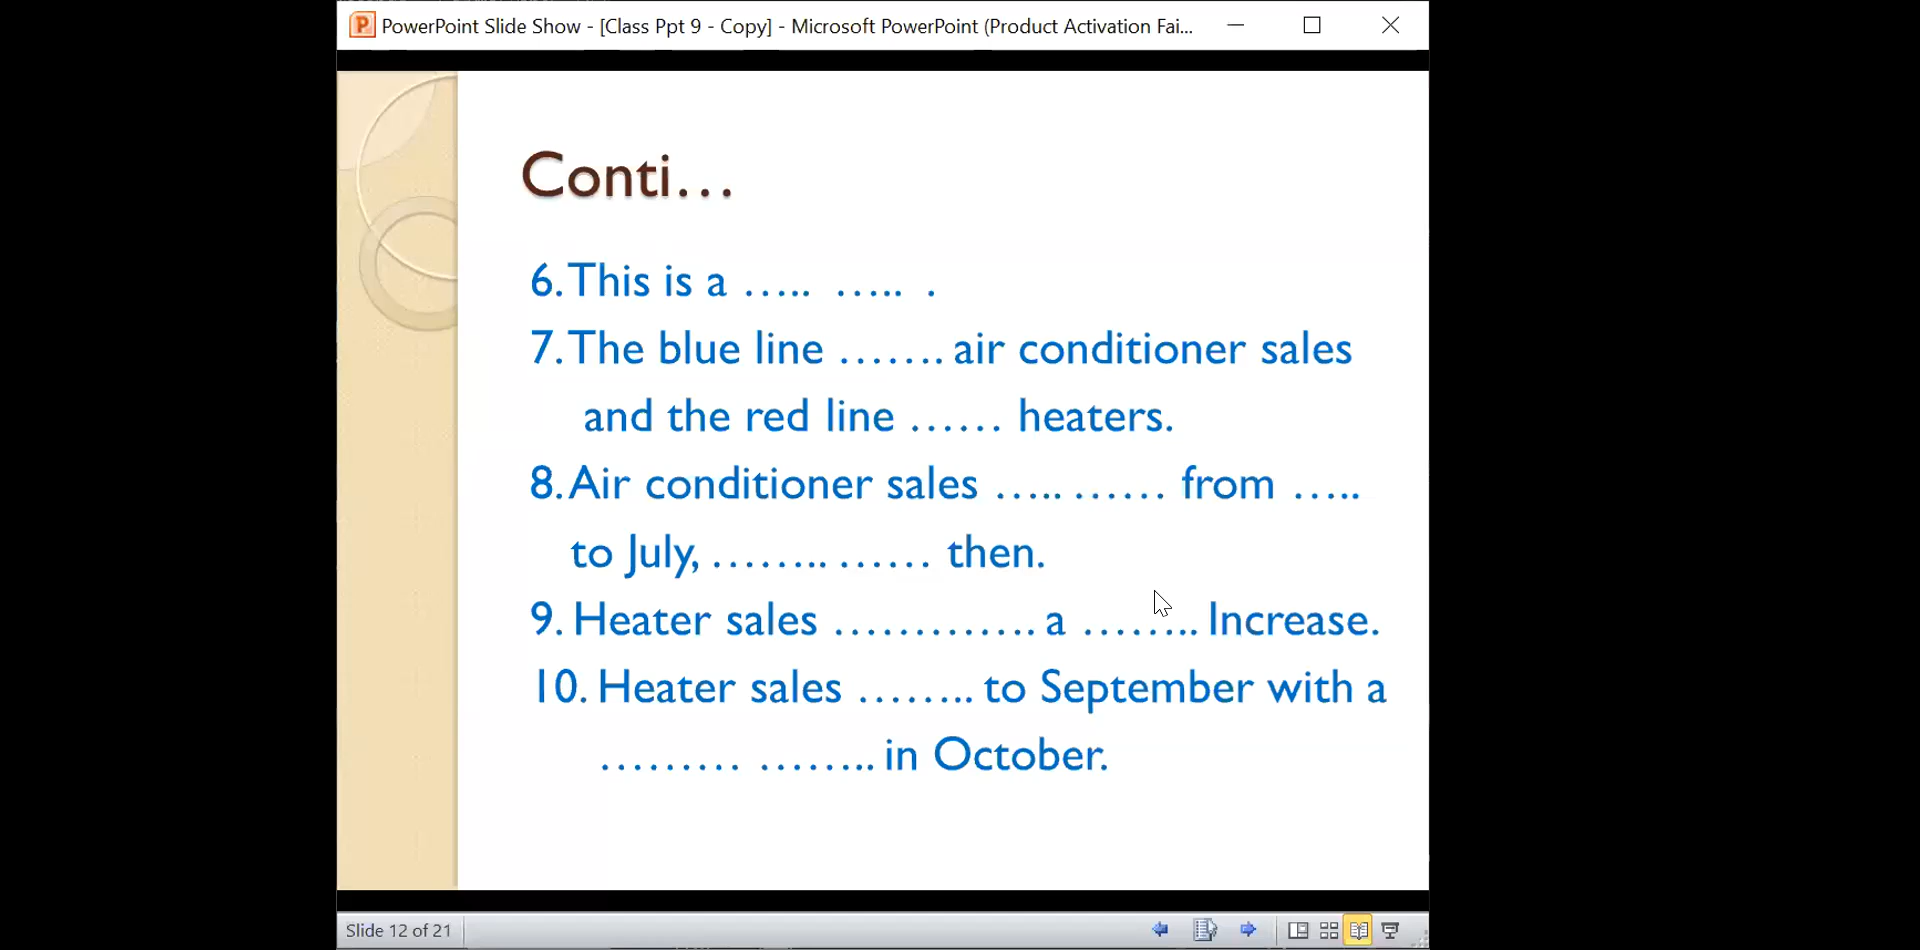 PowerPoint Slide Show - [Class Ppt 9 - Copy] - Microsoft PowerPoint (Product Activation Fai...
Conti...
6. This is a ….. ….. .
7. The blue line ……. air conditioner sales
and the red line …… heaters.
8. Air conditioner sales ….. …… from …..
to July, …….. …… then.
9. Heater sales …………. a …….. Increase.
10. Heater sales …….. to September with a
……… …….. in October.
Slide 12 of 21